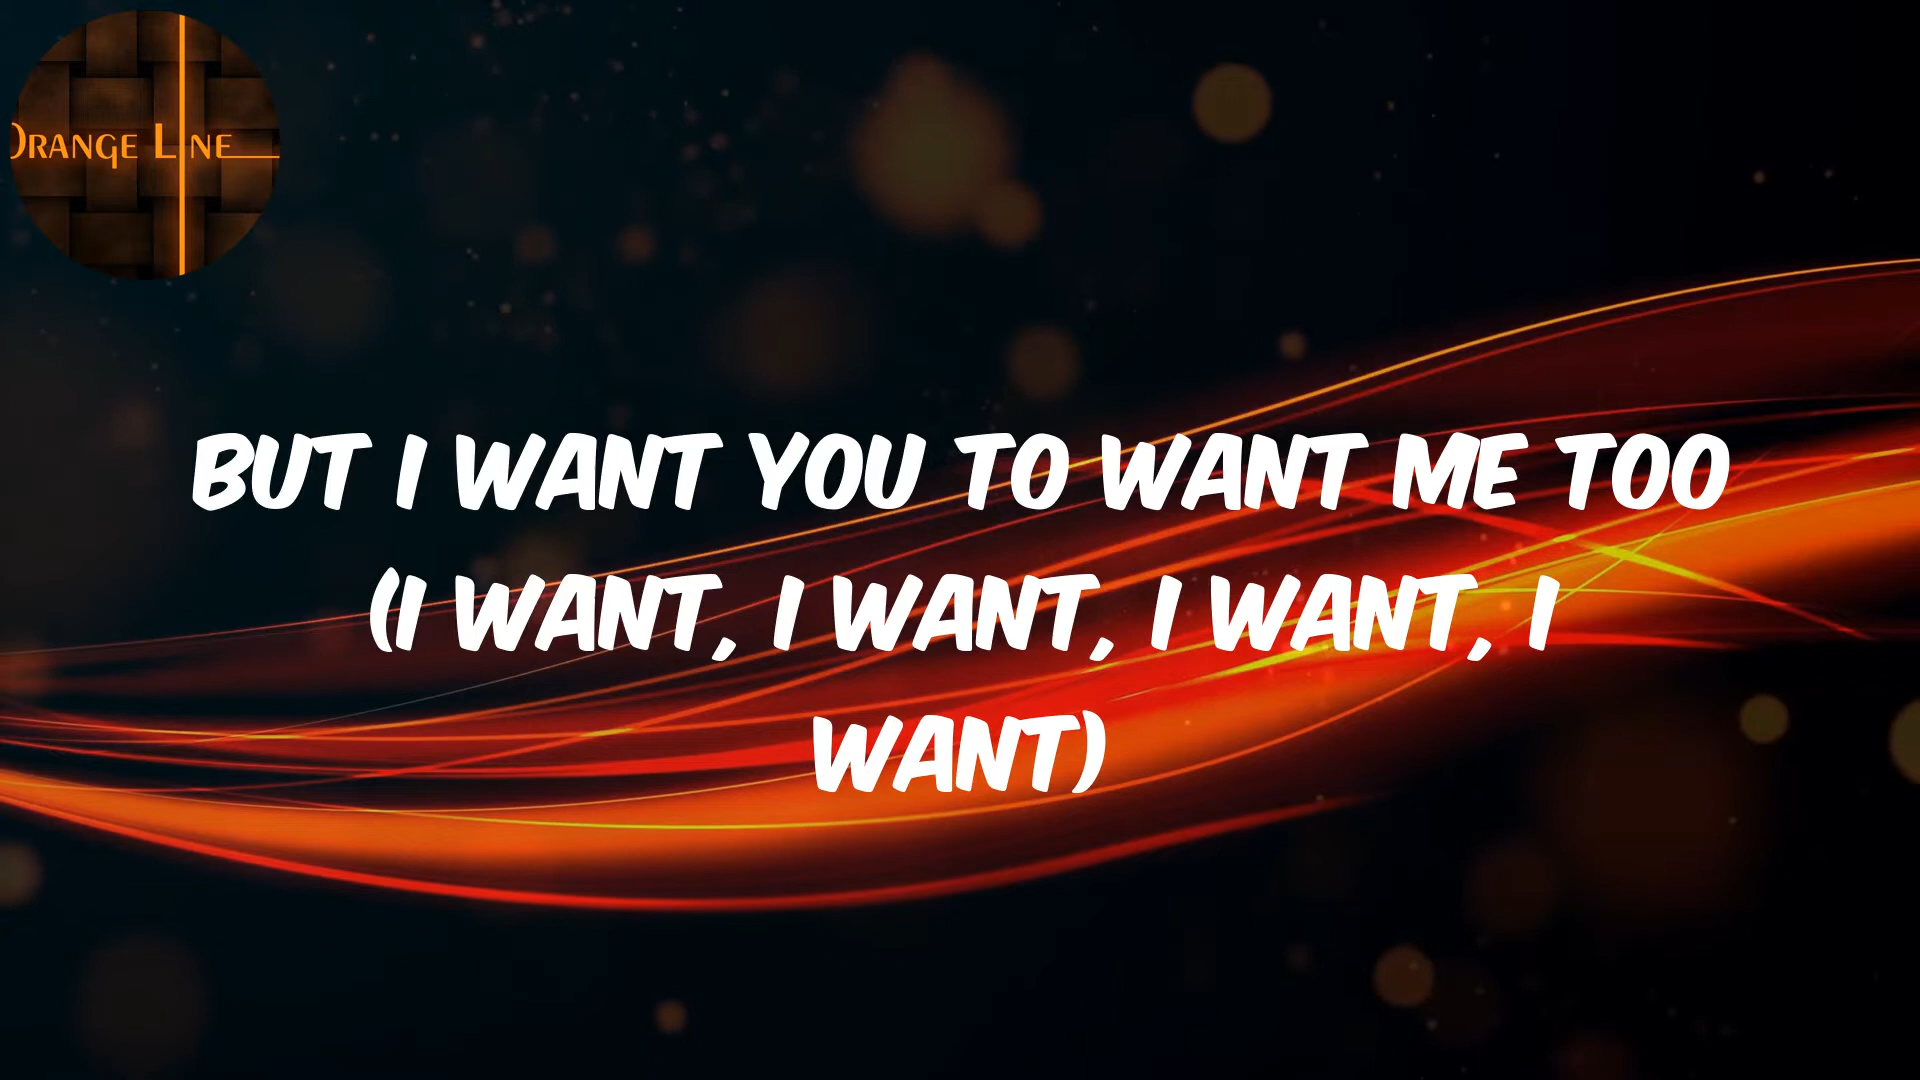 ORANGE LINE
BUT I WANT YOU TO WANT ME TOO
(I WANT, I WANT, I WANT, I
WANT)